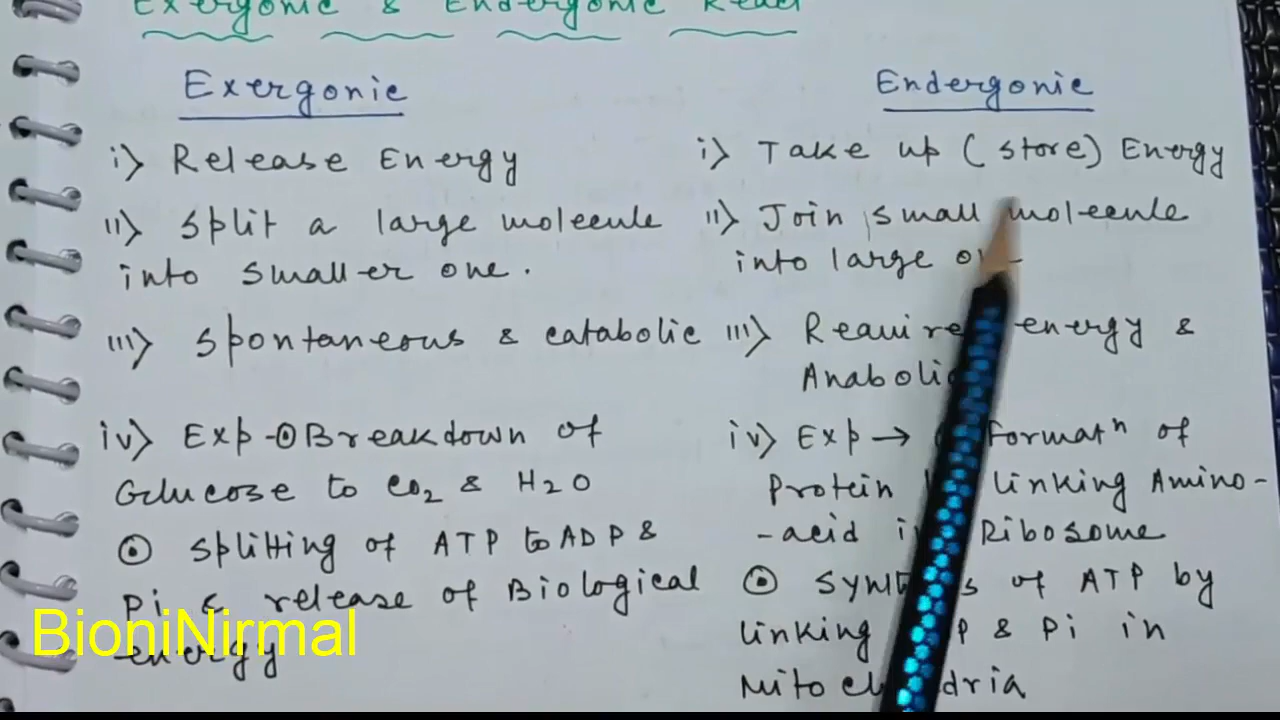 Exergonic & Endergonic React
Exergonic
i) Release Energy
ii) Split a large molecule
into smaller one.
iii) Spontaneous & catabolic
iv) Exp -⊙ Breakdown of
Glucose to CO2 & H2O
⊙ Splitting of ATP to ADP &
Pi & release of Biological
energy
Endergonic
i) Take up (store) Energy
ii) Join small molecule
into large
iii) energy &
iv) Exp → Formatⁿ of
Protein linking Amino-
-acid Ribosome
⊙ of ATP by
linking & Pi in
BioniNirmal